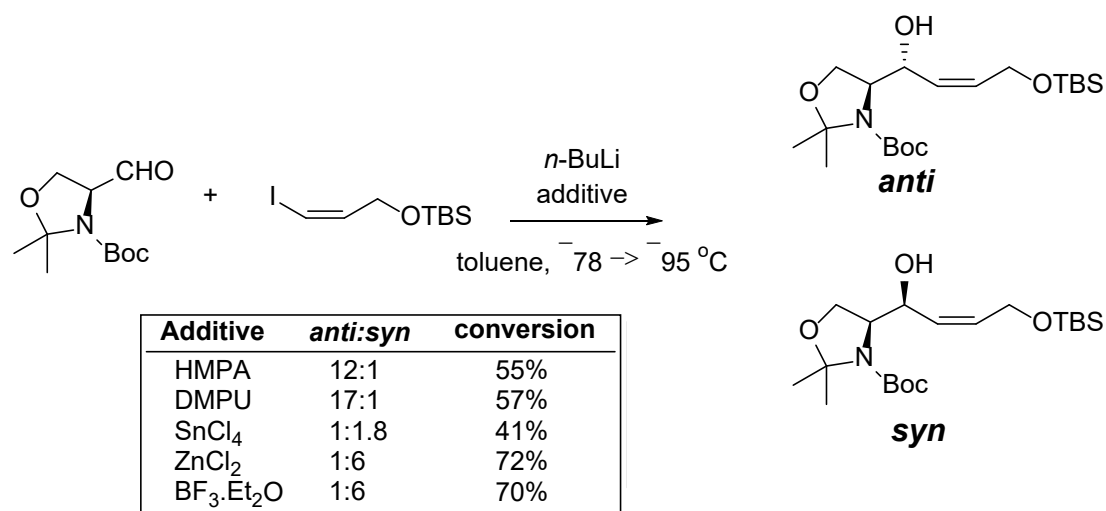 OH
O
N
Boc
OTBS
anti
CHO
O
N
Boc
+
I
OTBS
n-BuLi
additive
toluene, ‾78 –> ‾95 °C
OH
O
N
Boc
OTBS
syn
Additive anti:syn conversion
HMPA 12:1 55%
DMPU 17:1 57%
SnCl₄ 1:1.8 41%
ZnCl₂ 1:6 72%
BF₃.Et₂O 1:6 70%